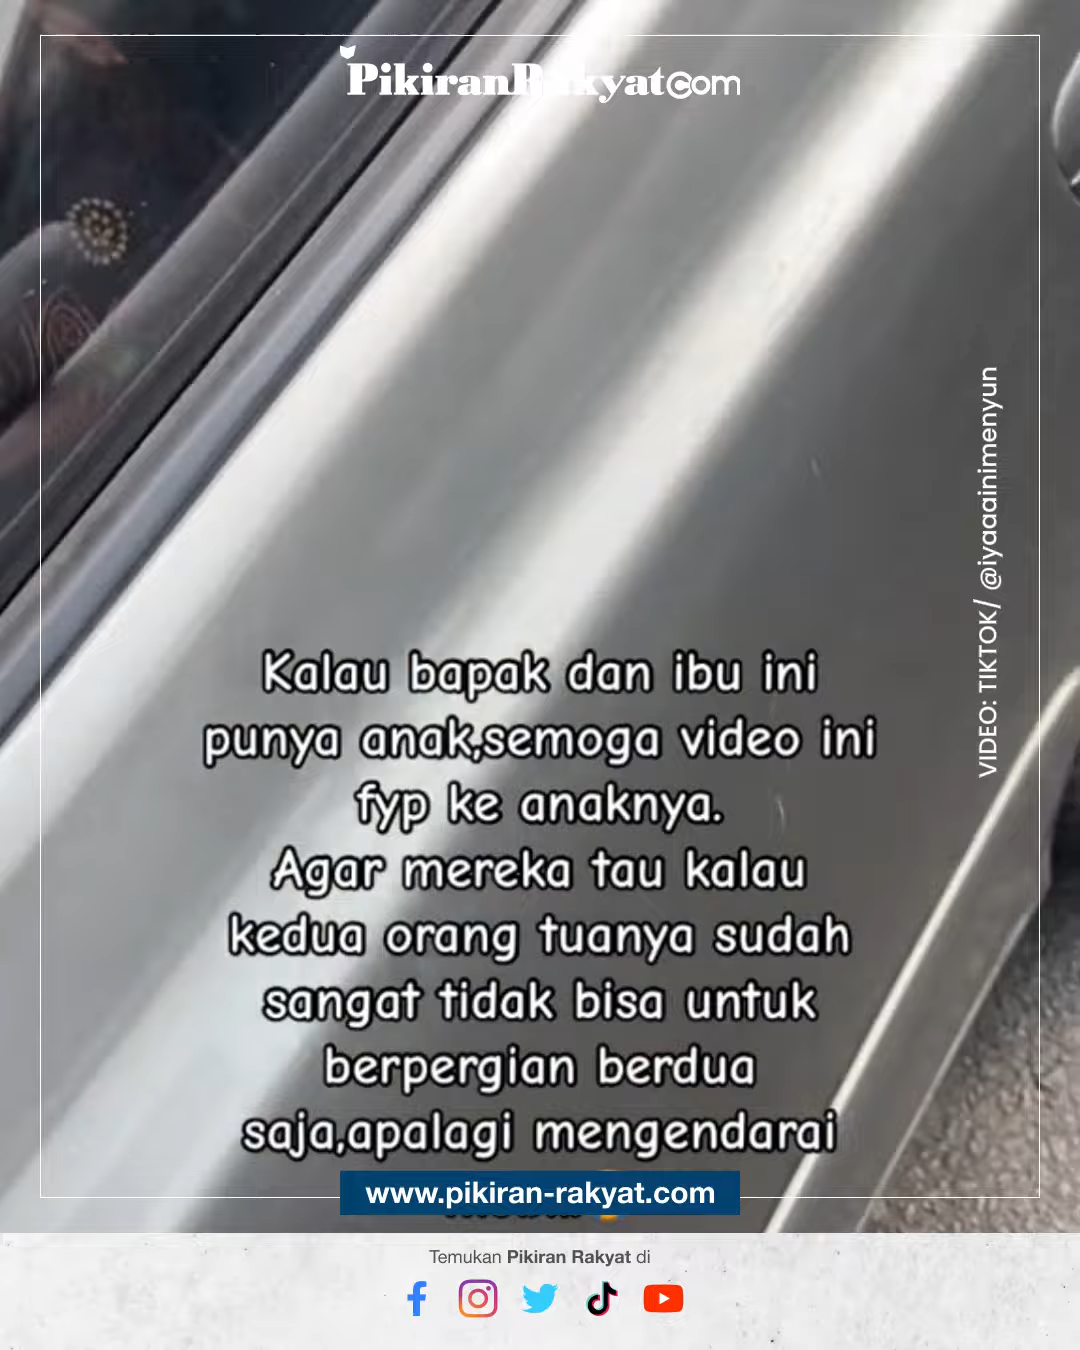 PikiranRakyat.com
VIDEO: TIKTOK/ @iyaaainimenyun
Kalau bapak dan ibu ini
punya anak,semoga video ini
fyp ke anaknya.
Agar mereka tau kalau
kedua orang tuanya sudah
sangat tidak bisa untuk
berpergian berdua
saja,apalagi mengendarai
www.pikiran-rakyat.com
Temukan Pikiran Rakyat di